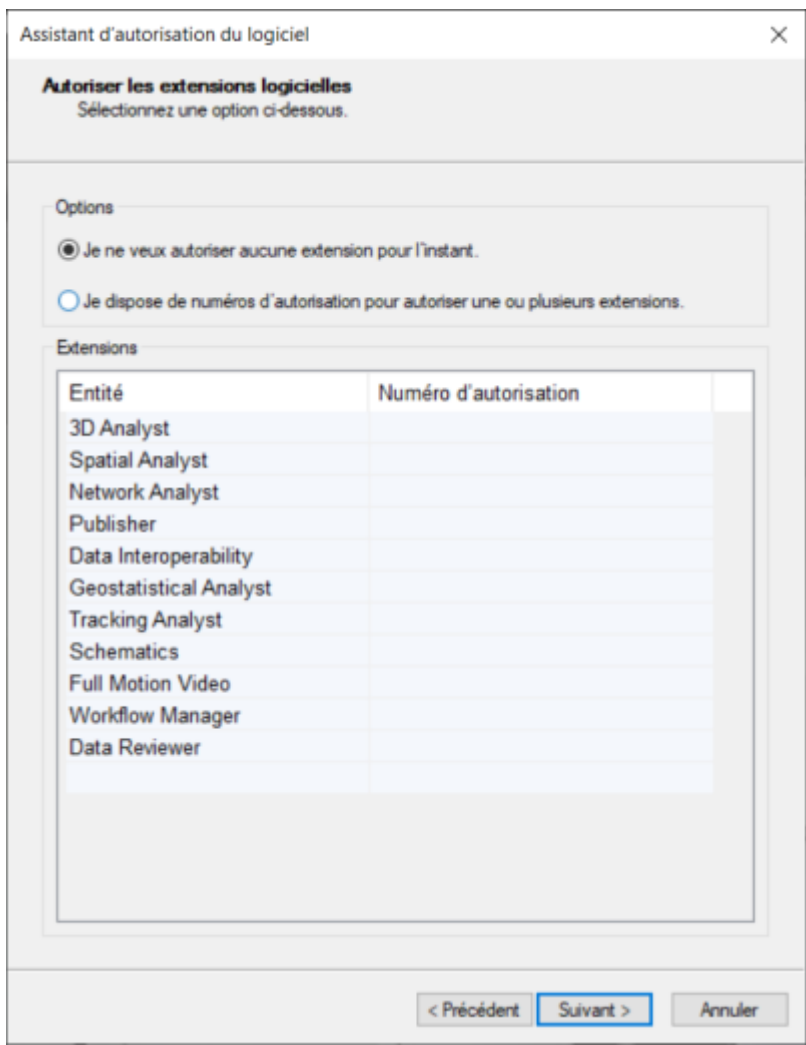 Assistant d'autorisation du logiciel
Autoriser les extensions logicielles
Sélectionnez une option ci-dessous.
Options
Je ne veux autoriser aucune extension pour l'instant.
Je dispose de numéros d'autorisation pour autoriser une ou plusieurs extensions.
Extensions
Entité Numéro d'autorisation
3D Analyst
Spatial Analyst
Network Analyst
Publisher
Data Interoperability
Geostatistical Analyst
Tracking Analyst
Schematics
Full Motion Video
Workflow Manager
Data Reviewer
< Précédent Suivant > Annuler